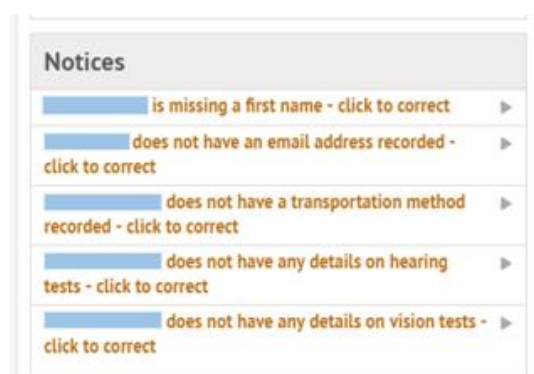 Notices
is missing a first name - click to correct
does not have an email address recorded -
click to correct
does not have a transportation method
recorded - click to correct
does not have any details on hearing
tests - click to correct
does not have any details on vision tests -
click to correct